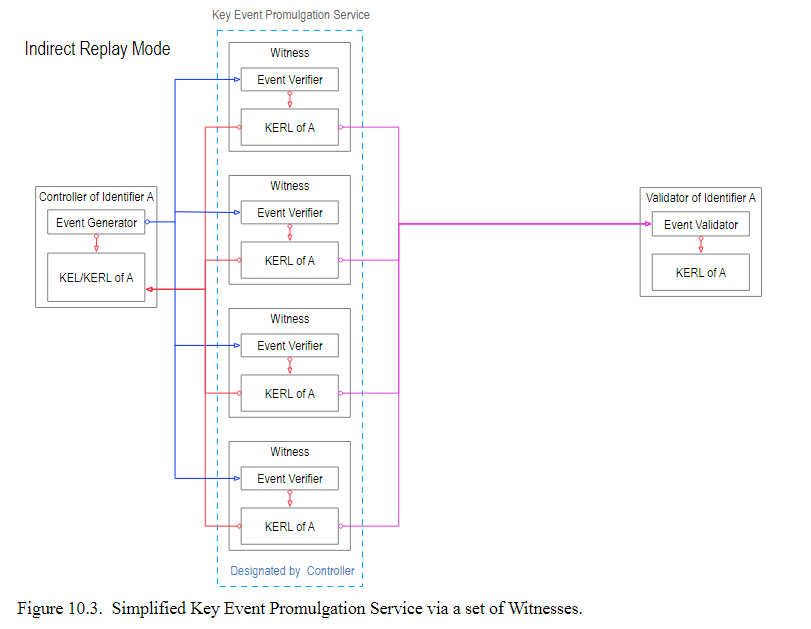 Key Event Promulgation Service
Indirect Replay Mode
Witness
Event Verifier
KERL of A
Witness
Event Verifier
KERL of A
Controller of Identifier A
Event Generator
KEL/KERL of A
Validator of Identifier A
Event Validator
KERL of A
Witness
Event Verifier
KERL of A
Witness
Event Verifier
KERL of A
Designated by Controller
Figure 10.3. Simplified Key Event Promulgation Service via a set of Witnesses.